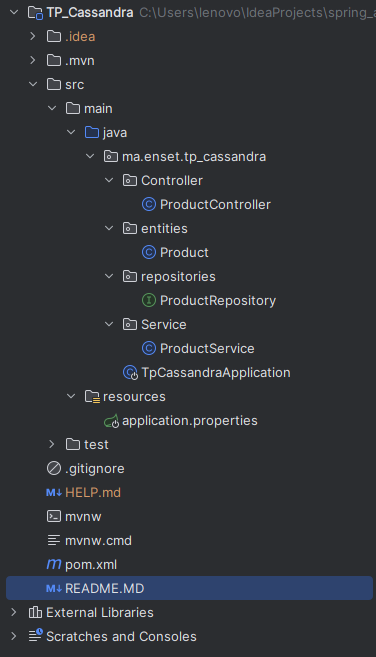 TP_Cassandra C:\Users\lenovo\IdeaProjects\spring_a
.idea
.mvn
src
main
java
ma.enset.tp_cassandra
Controller
C ProductController
entities
C Product
repositories
I ProductRepository
Service
C ProductService
C TpCassandraApplication
resources
application.properties
test
.gitignore
M↓ HELP.md
mvnw
mvnw.cmd
m pom.xml
M↓ README.MD
External Libraries
Scratches and Consoles